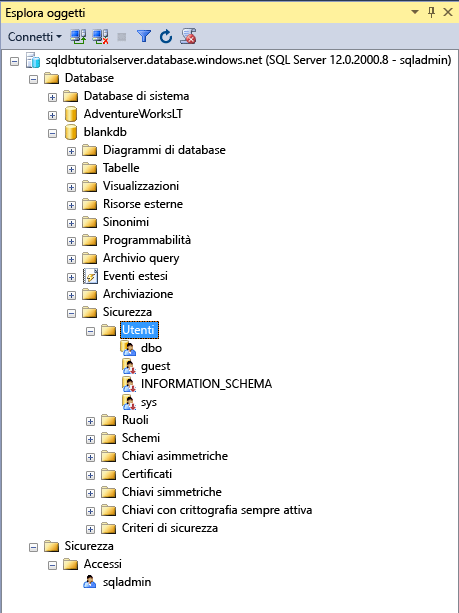 Esplora oggetti
Connetti
sqldbtutorialserver.database.windows.net (SQL Server 12.0.2000.8 - sqladmin)
Database
Database di sistema
AdventureWorksLT
blankdb
Diagrammi di database
Tabelle
Visualizzazioni
Risorse esterne
Sinonimi
Programmabilità
Archivio query
Eventi estesi
Archiviazione
Sicurezza
Utenti
dbo
guest
INFORMATION_SCHEMA
sys
Ruoli
Schemi
Chiavi asimmetriche
Certificati
Chiavi simmetriche
Chiavi con crittografia sempre attiva
Criteri di sicurezza
Sicurezza
Accessi
sqladmin